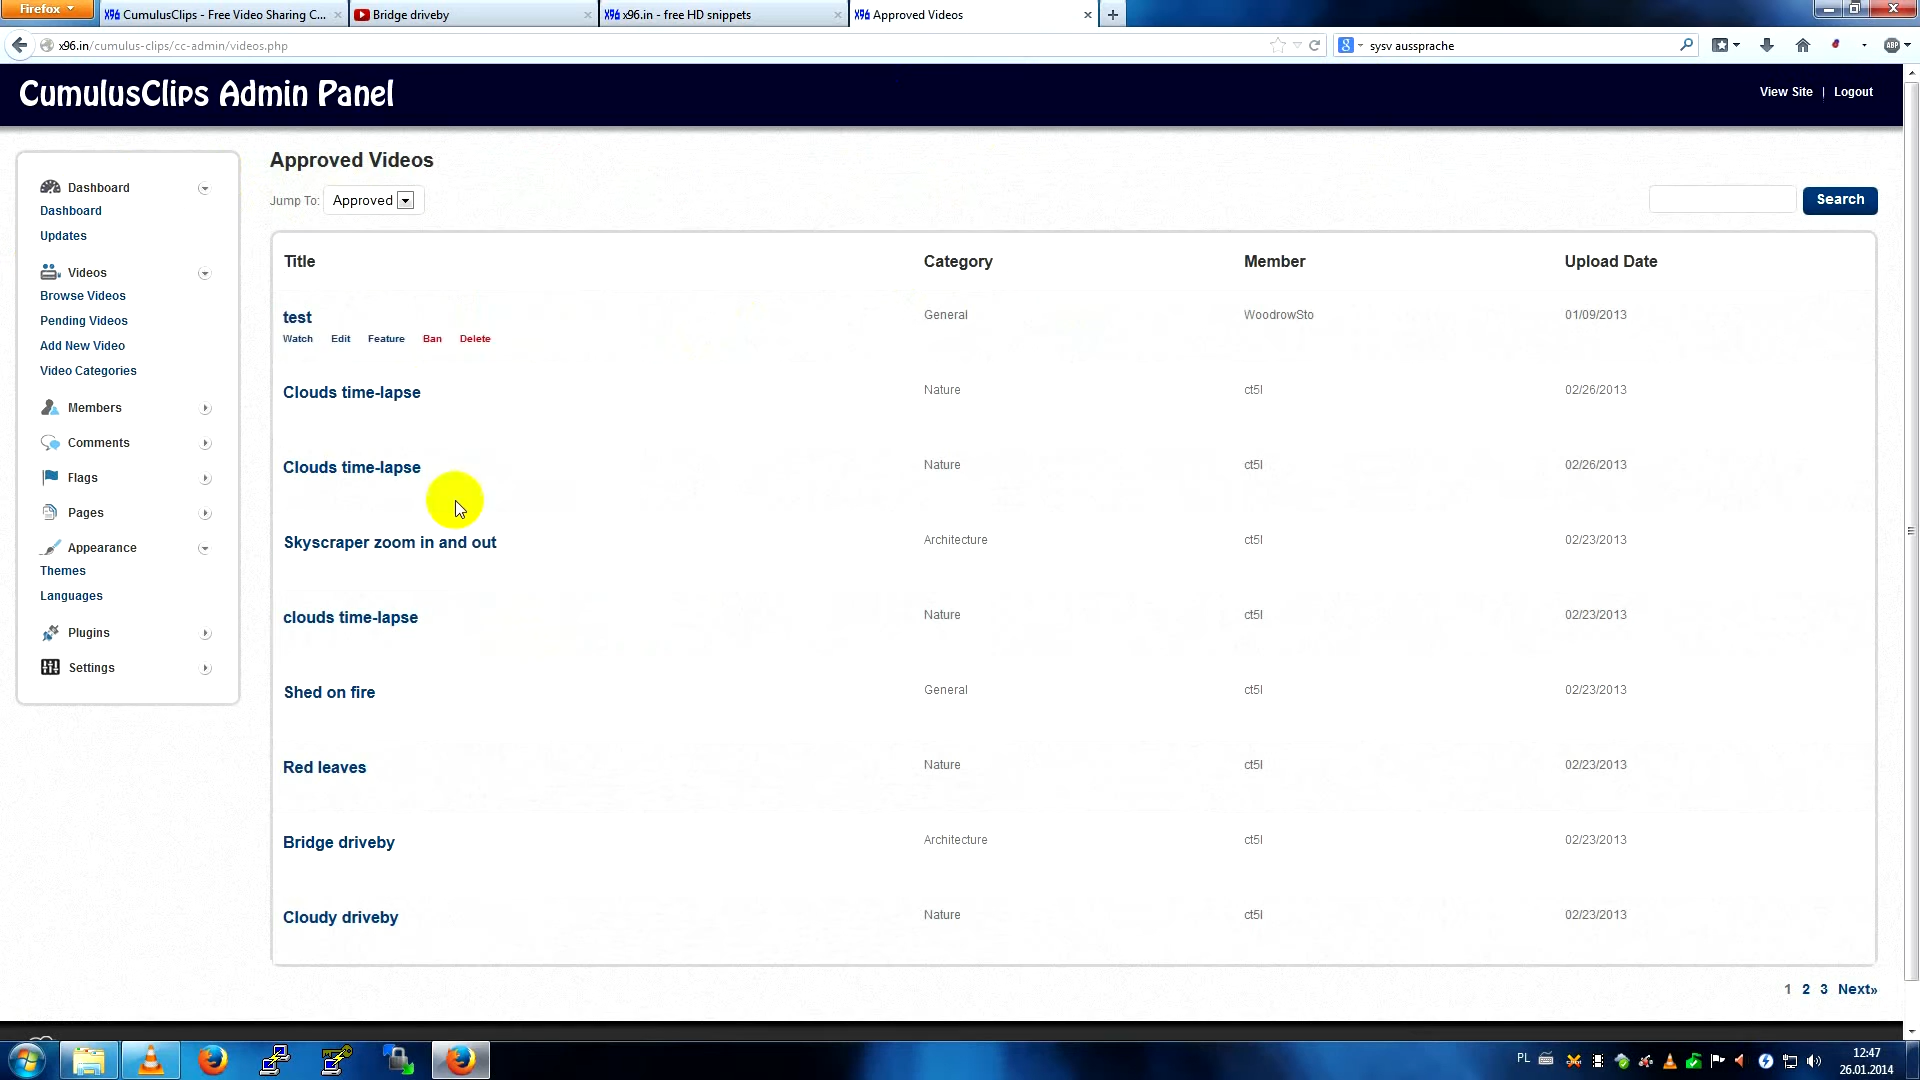 Firefox
X96 CumulusClips - Free Video Sharing C...
Bridge driveby
X96 x96.in - free HD snippets
X96 Approved Videos
x96.in/cumulus-clips/cc-admin/videos.php
sysv aussprache
ABP
CumulusClips Admin Panel
View Site | Logout
Approved Videos
Jump To: Approved
Search
Dashboard
Dashboard
Updates
Videos
Browse Videos
Pending Videos
Add New Video
Video Categories
Members
Comments
Flags
Pages
Appearance
Themes
Languages
Plugins
Settings
Title Category Member Upload Date
test General WoodrowSto 01/09/2013
Watch Edit Feature Ban Delete
Clouds time-lapse Nature ct5l 02/26/2013
Clouds time-lapse Nature ct5l 02/26/2013
Skyscraper zoom in and out Architecture ct5l 02/23/2013
clouds time-lapse Nature ct5l 02/23/2013
Shed on fire General ct5l 02/23/2013
Red leaves Nature ct5l 02/23/2013
Bridge driveby Architecture ct5l 02/23/2013
Cloudy driveby Nature ct5l 02/23/2013
1 2 3 Next»
PL
12:47
26.01.2014